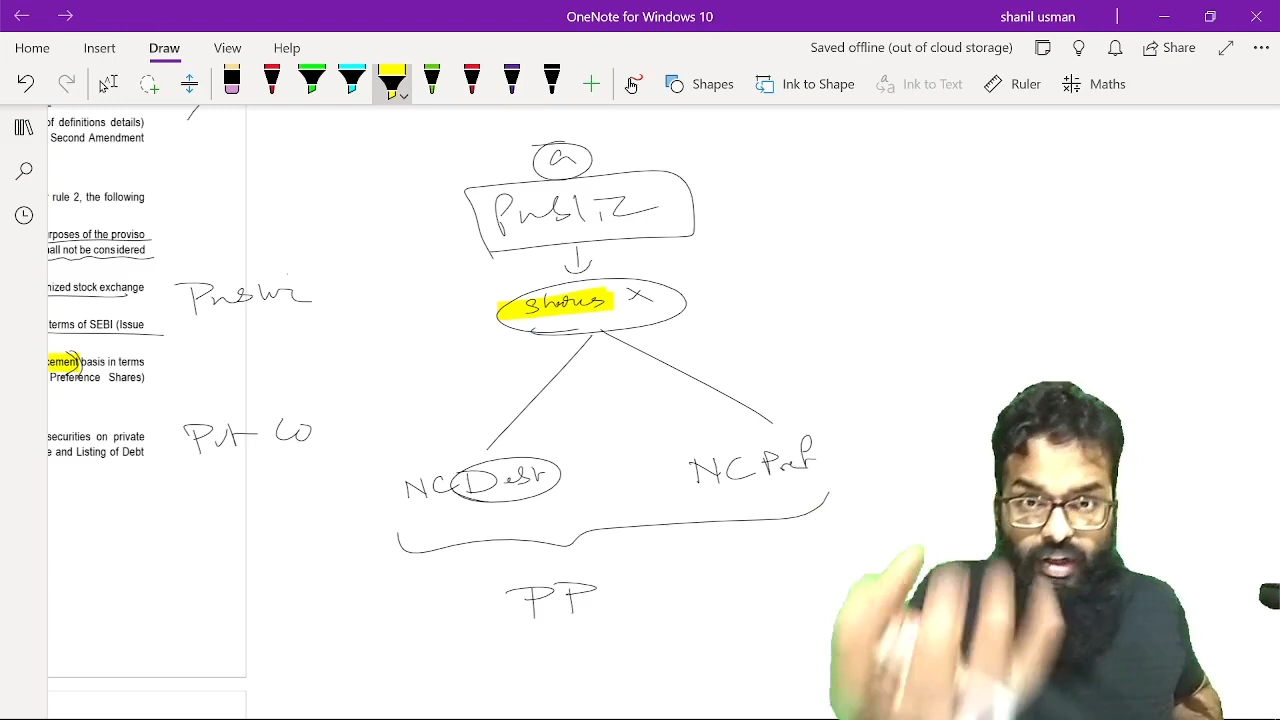 OneNote for Windows 10
shanil usman
Home Insert Draw View Help
Saved offline (out of cloud storage) Share
Shapes Ink to Shape Ink to Text Ruler Maths
of definitions details)
Second Amendment
rule 2, the following
rposes of the proviso
all not be considered
nized stock exchange
terms of SEBI (Issue
cement) basis in terms
Preference Shares)
securities on private
e and Listing of Debt
Public
Pvt Co
a
Public
shares X
NC Debt
NC Pref
PP